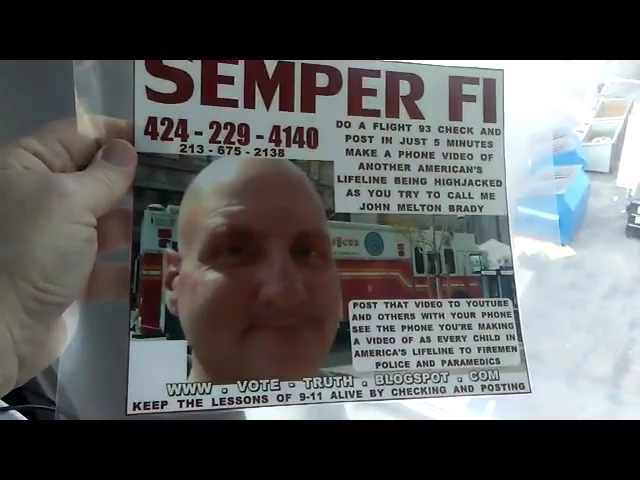 SEMPER FI
424 - 229 - 4140
213 - 675 - 2138
DO A FLIGHT 93 CHECK AND
POST IN JUST 5 MINUTES
MAKE A PHONE VIDEO OF
ANOTHER AMERICAN'S
LIFELINE BEING HIGHJACKED
AS YOU TRY TO CALL ME
JOHN MELTON BRADY
POST THAT VIDEO TO YOUTUBE
AND OTHERS WITH YOUR PHONE
SEE THE PHONE YOU'RE MAKING
A VIDEO OF AS EVERY CHILD IN
AMERICA'S LIFELINE TO FIREMEN
POLICE AND PARAMEDICS
WWW . VOTE - TRUTH . BLOGSPOT . COM
KEEP THE LESSONS OF 9-11 ALIVE BY CHECKING AND POSTING